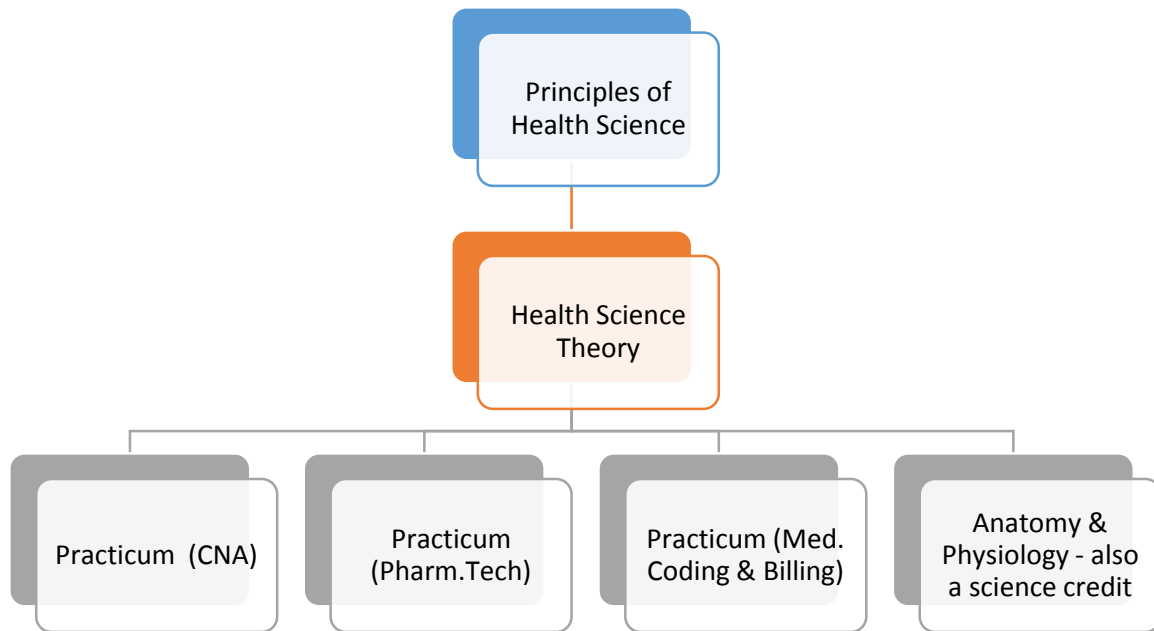 Principles of
Health Science
Health Science
Theory
Practicum  (CNA)
Practicum
(Pharm.Tech)
Practicum (Med.
Coding & Billing)
Anatomy &
Physiology - also
a science credit